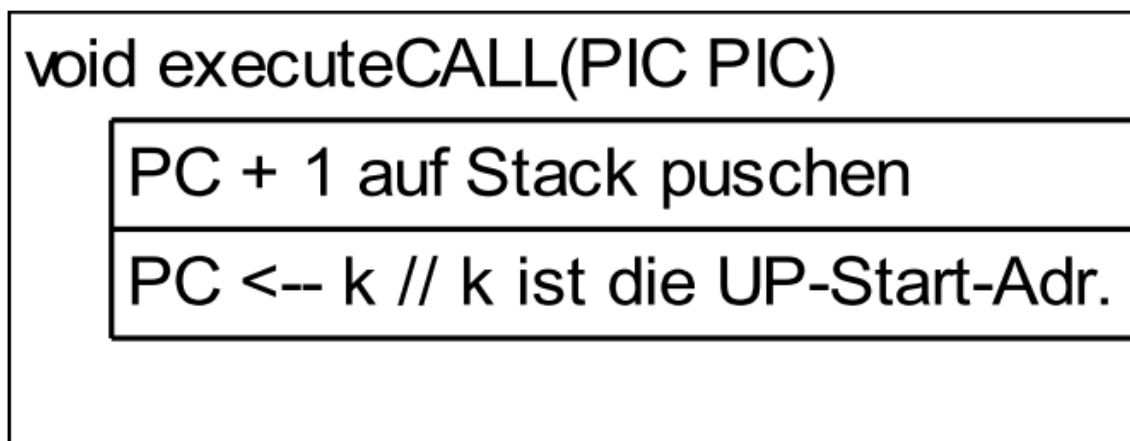 void executeCALL(PIC PIC)
PC + 1 auf Stack puschen
PC <-- k // k ist die UP-Start-Adr.